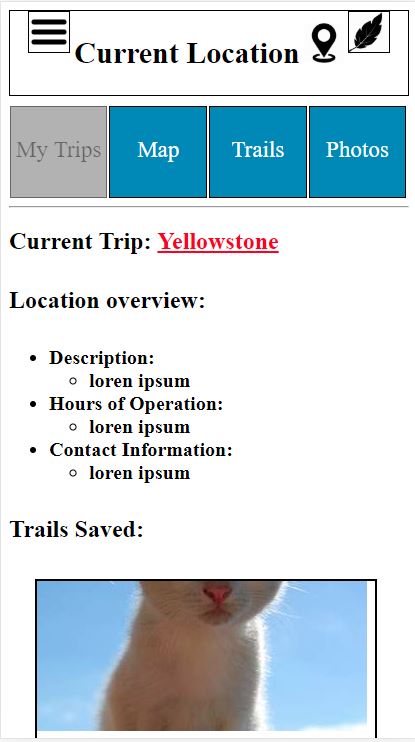 Current Location
My Trips Map Trails Photos
Current Trip: Yellowstone
Location overview:
Description:
loren ipsum
Hours of Operation:
loren ipsum
Contact Information:
loren ipsum
Trails Saved: